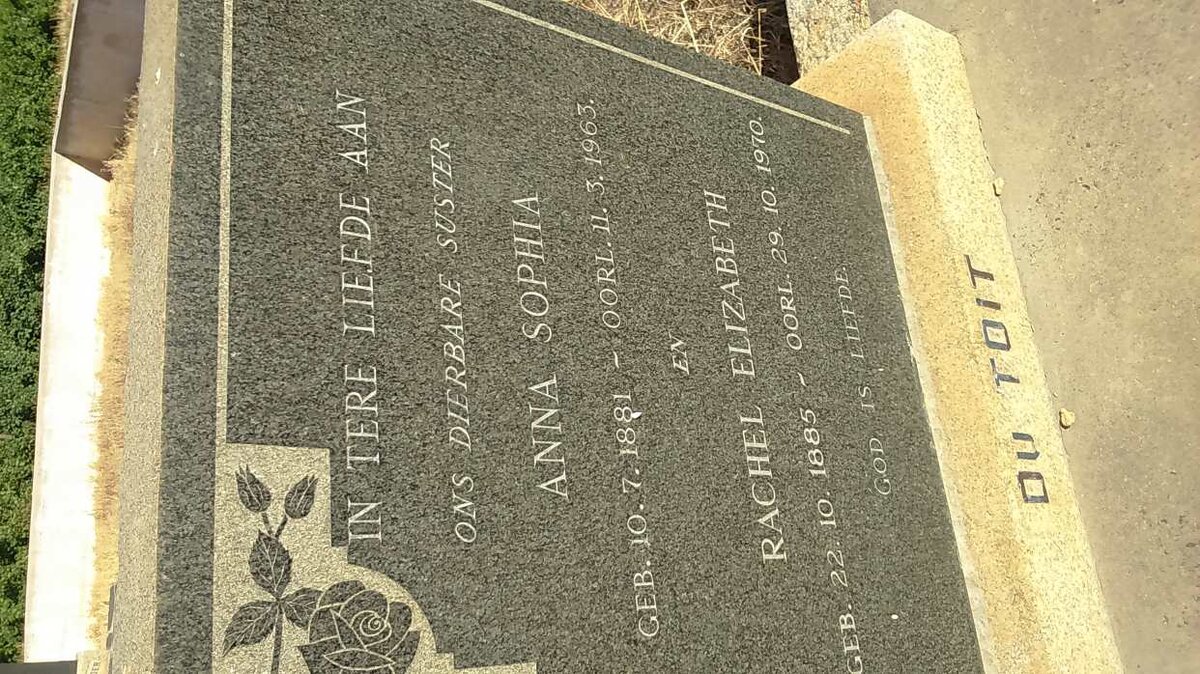 IN TERE LIEFDE AAN
ONS DIERBARE SUSTER
ANNA SOPHIA
GEB. 10. 7. 1881 - OORL. 11. 3. 1963.
EN
RACHEL ELIZABETH
GEB. 22. 10. 1885 - OORL. 29. 10. 1970.
GOD IS LIEFDE.
DU TOIT